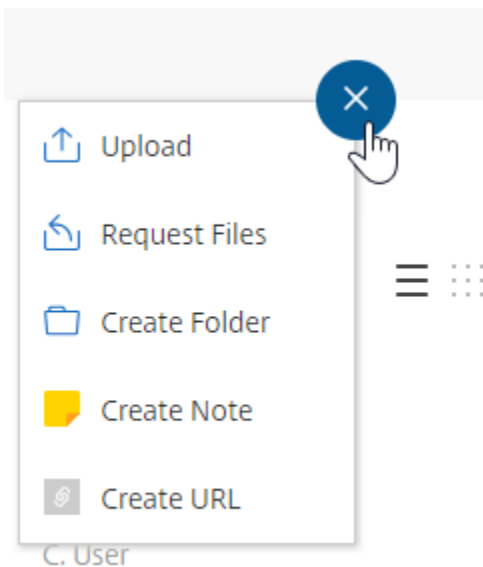 Upload
Request Files
Create Folder
Create Note
Create URL
C. User